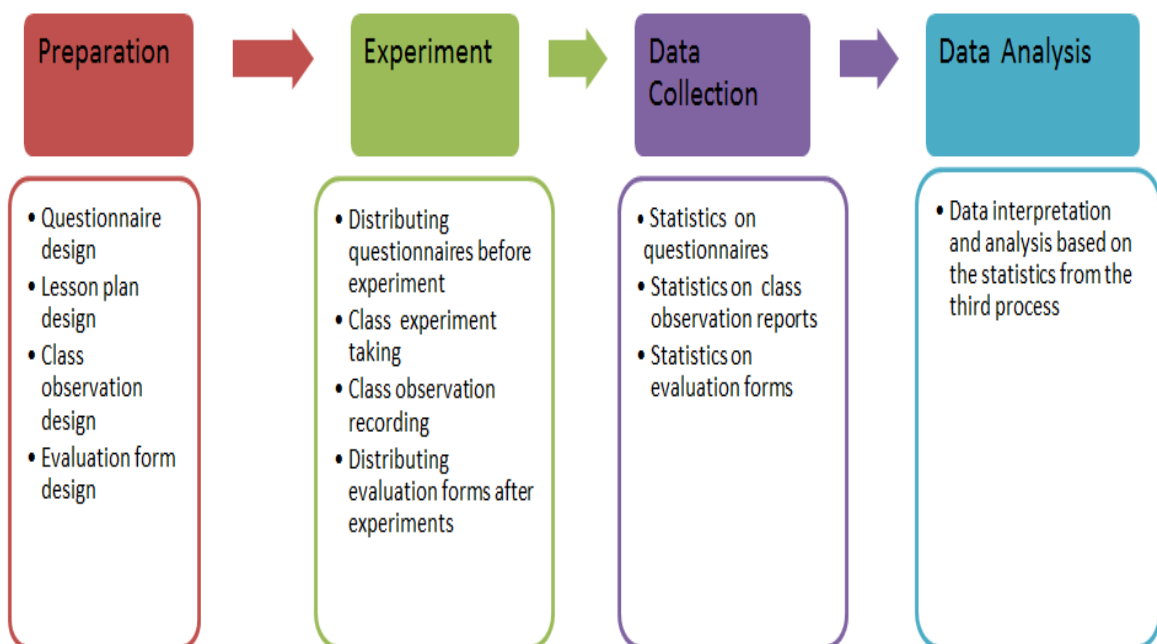 Preparation
• Questionnaire
design
• Lesson plan
design
• Class
observation
design
• Evaluation form
design
Experiment
• Distributing
questionnaires before
experiment
• Class experiment
taking
• Class observation
recording
• Distributing
evaluation forms after
experiments
Data
Collection
• Statistics on
questionnaires
• Statistics on class
observation reports
• Statistics on
evaluation forms
Data Analysis
• Data interpretation
and analysis based on
the statistics from the
third process